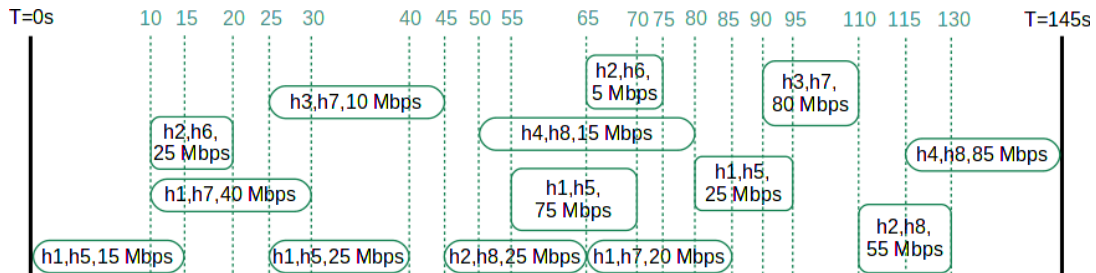 T=0s 10 15 20 25 30 40 45 50 55 65 70 75 80 85 90 95 110 115 130 T=145s
h2,h6,
5 Mbps
h3,h7,
80 Mbps
h3,h7,10 Mbps
h2,h6,
25 Mbps
h4,h8,15 Mbps
h4,h8,85 Mbps
h1,h7,40 Mbps
h1,h5,
75 Mbps
h1,h5,
25 Mbps
h2,h8,
55 Mbps
h1,h5,15 Mbps
h1,h5,25 Mbps
h2,h8,25 Mbps
h1,h7,20 Mbps